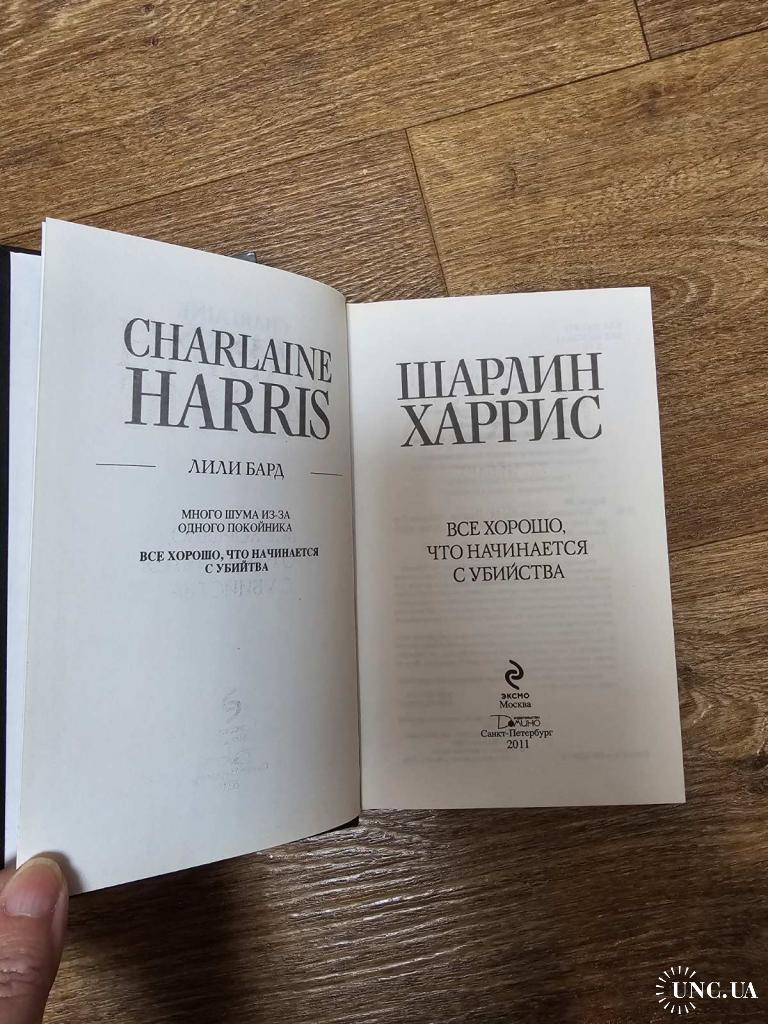 CHARLAINE
HARRIS
ЛИЛИ БАРД
МНОГО ШУМА ИЗ-ЗА
ОДНОГО ПОКОЙНИКА
ВСЕ ХОРОШО, ЧТО НАЧИНАЕТСЯ
С УБИЙТВА
ШАРЛИН
ХАРРИС
ВСЕ ХОРОШО,
ЧТО НАЧИНАЕТСЯ
С УБИЙСТВА
ЭКСМО
Москва
издательство
Домино
Санкт-Петербург
2011
UNC.UA